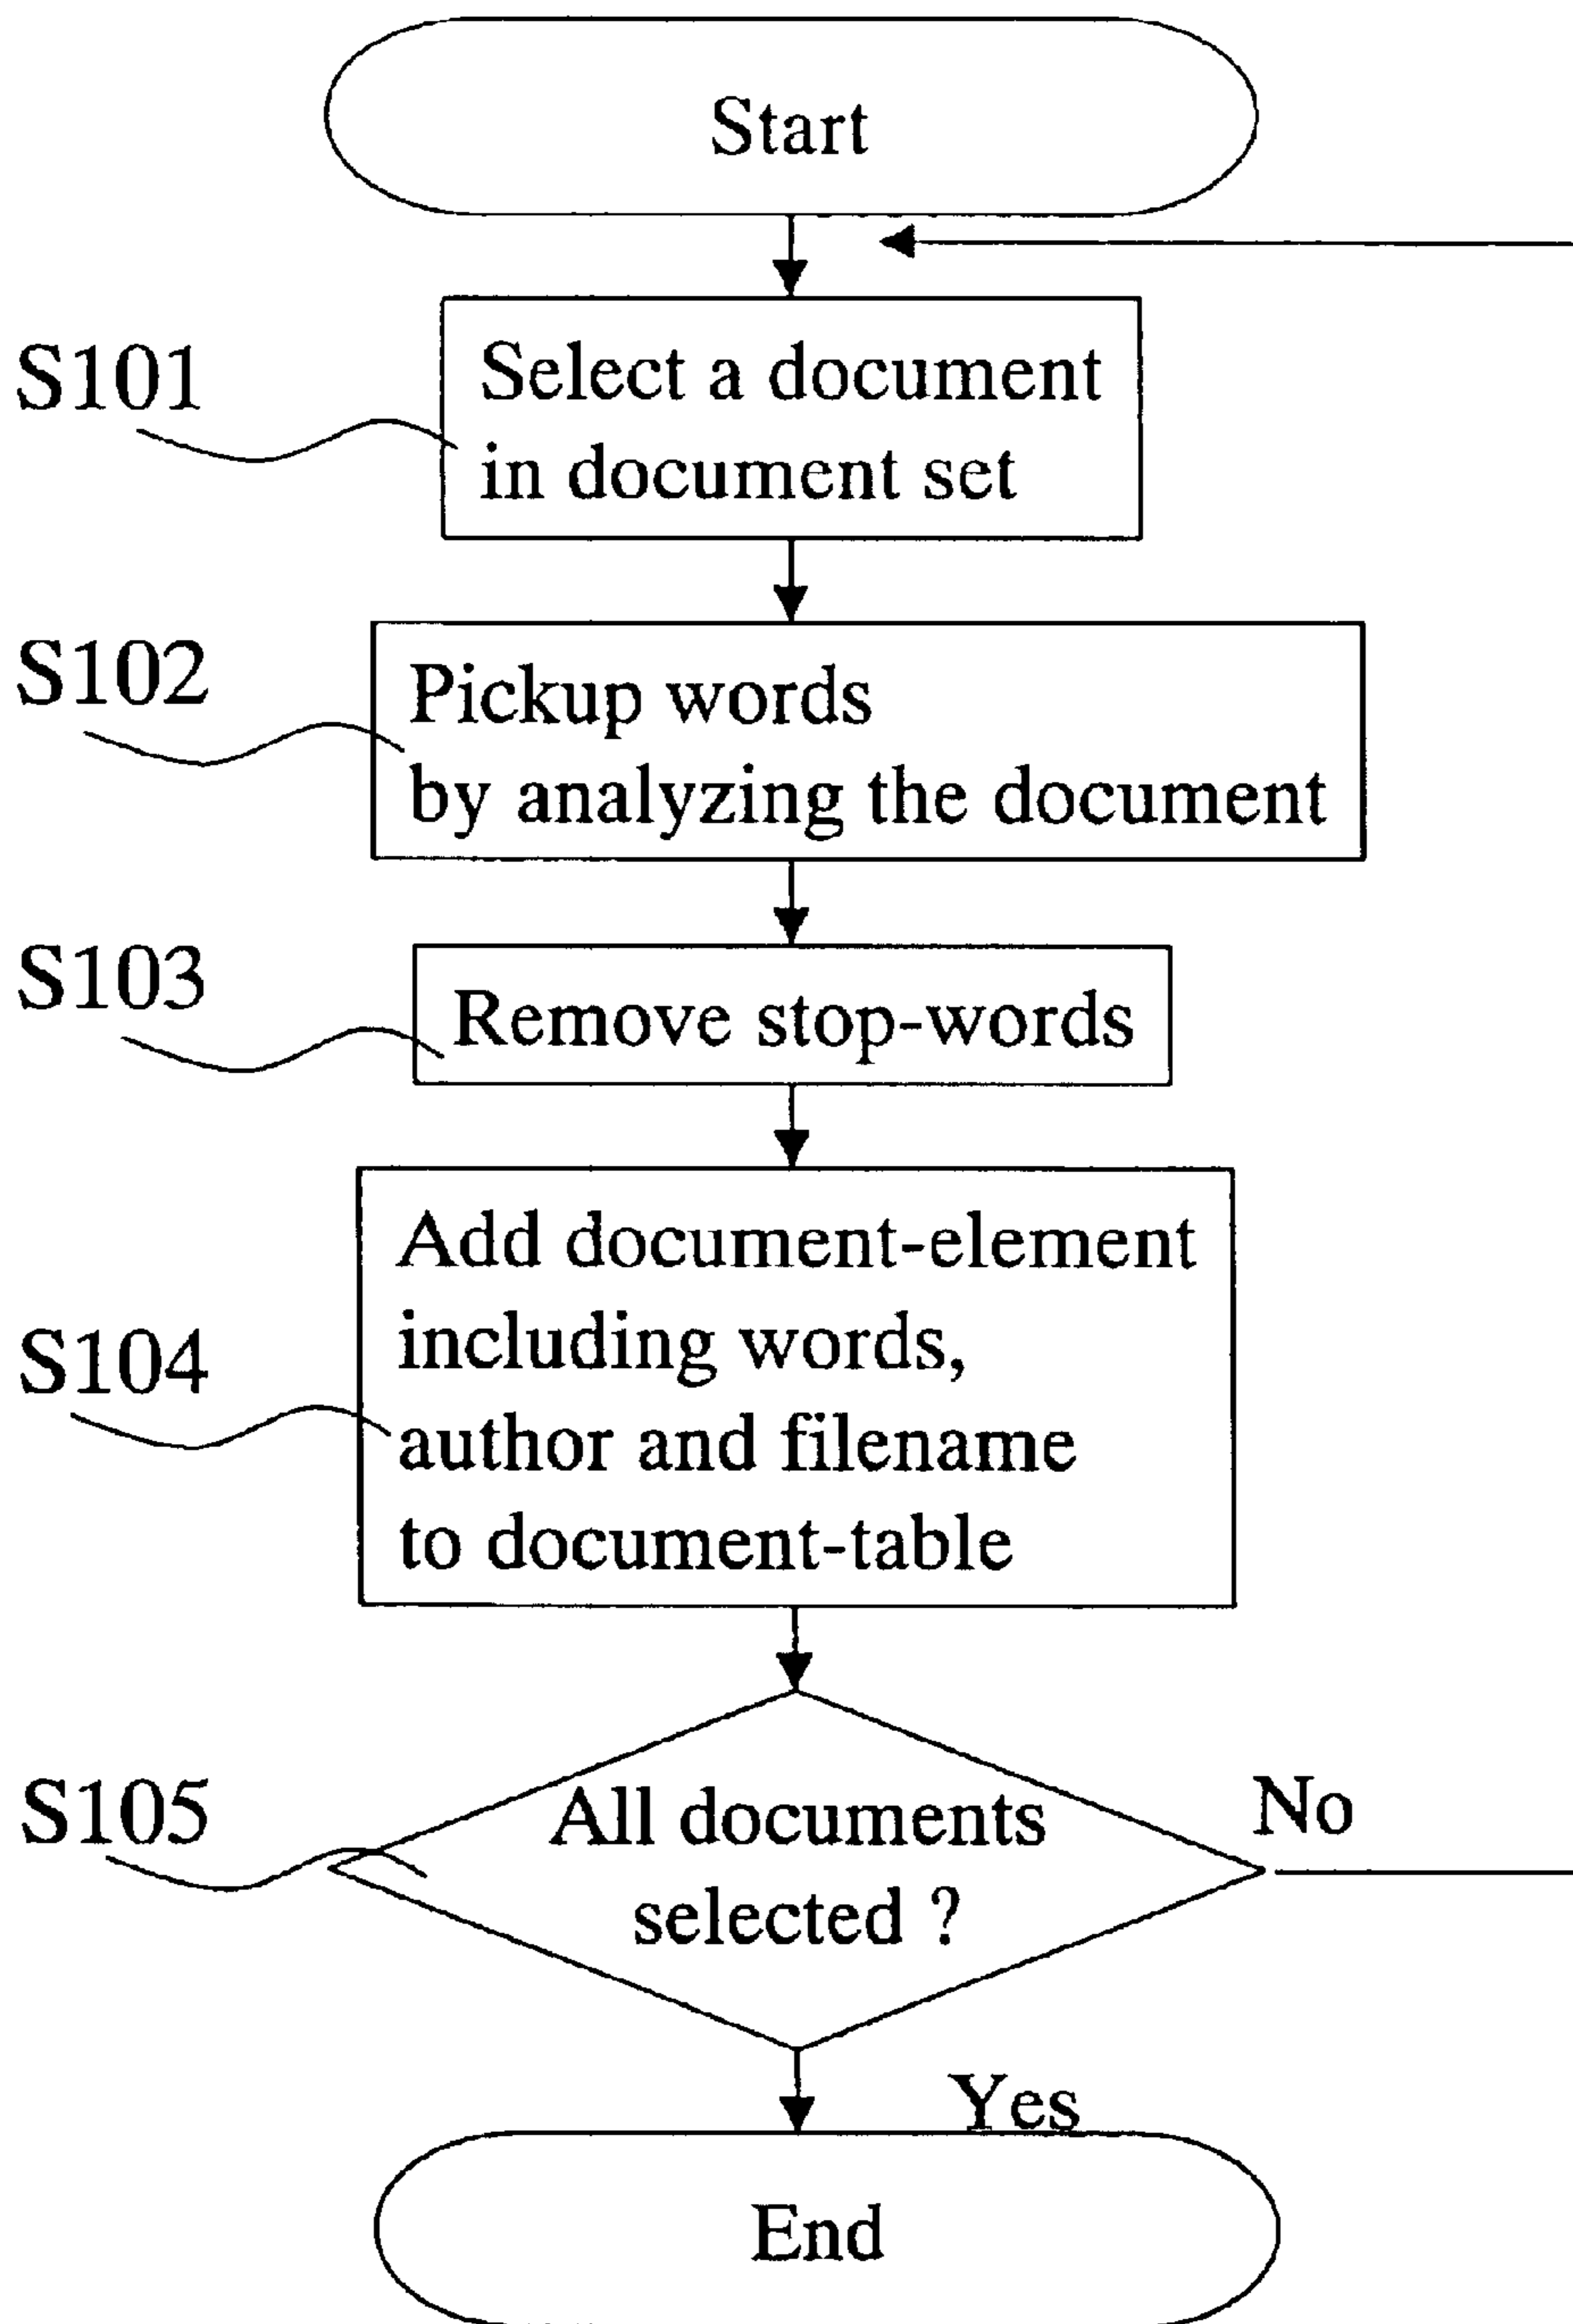 Start
S101
Select a document
in document set
S102
Pickup words
by analyzing the document
S103
Remove stop-words
S104
Add document-element
including words,
author and filename
to document-table
S105
All documents
selected ?
No
Yes
End